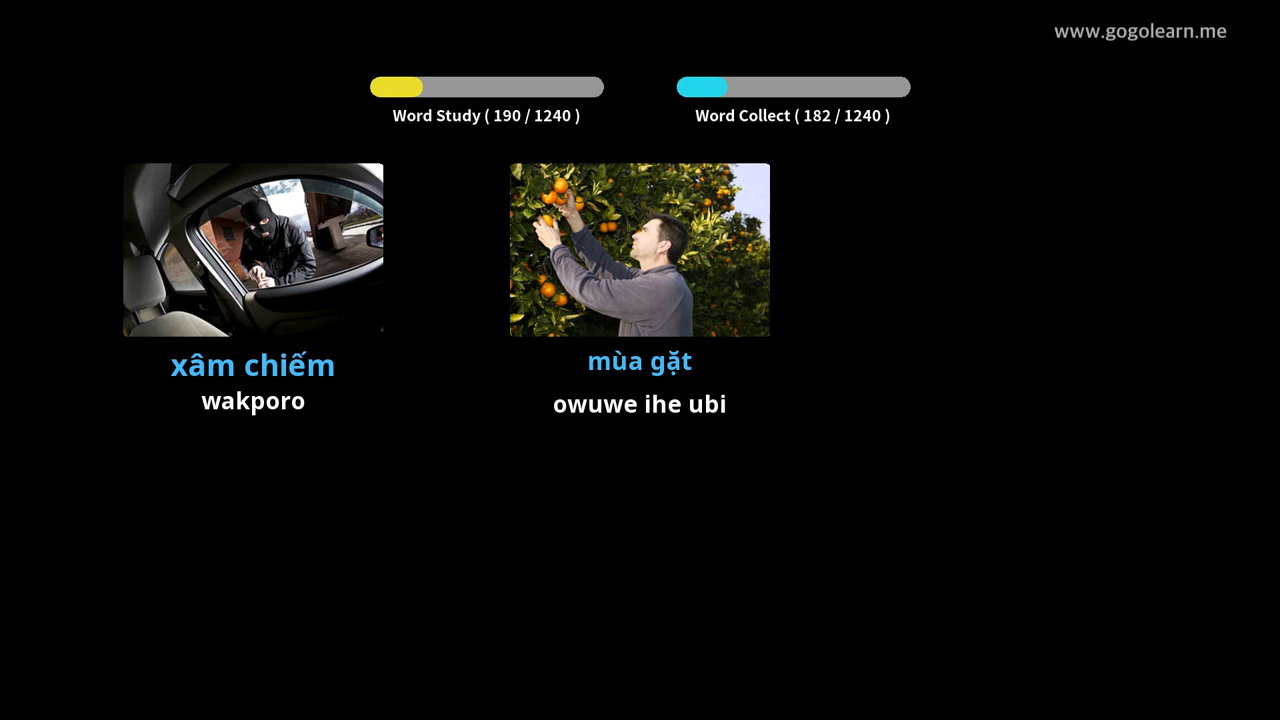 www.gogolearn.me
Word Study ( 190 / 1240 )
Word Collect ( 182 / 1240 )
xâm chiếm
wakporo
mùa gặt
owuwe ihe ubi